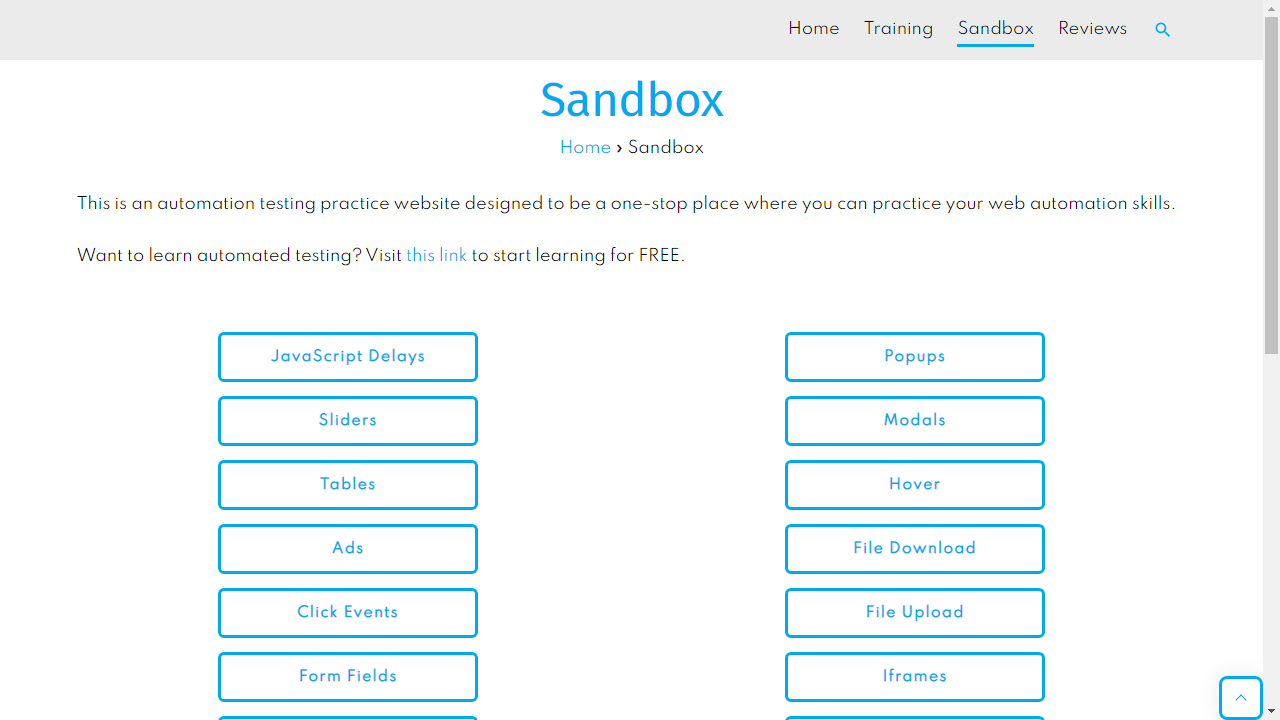 Home Training Sandbox Reviews
Sandbox
Home › Sandbox
This is an automation testing practice website designed to be a one-stop place where you can practice your web automation skills.
Want to learn automated testing? Visit this link to start learning for FREE.
JavaScript Delays
Popups
Sliders
Modals
Tables
Hover
Ads
File Download
Click Events
File Upload
Form Fields
Iframes